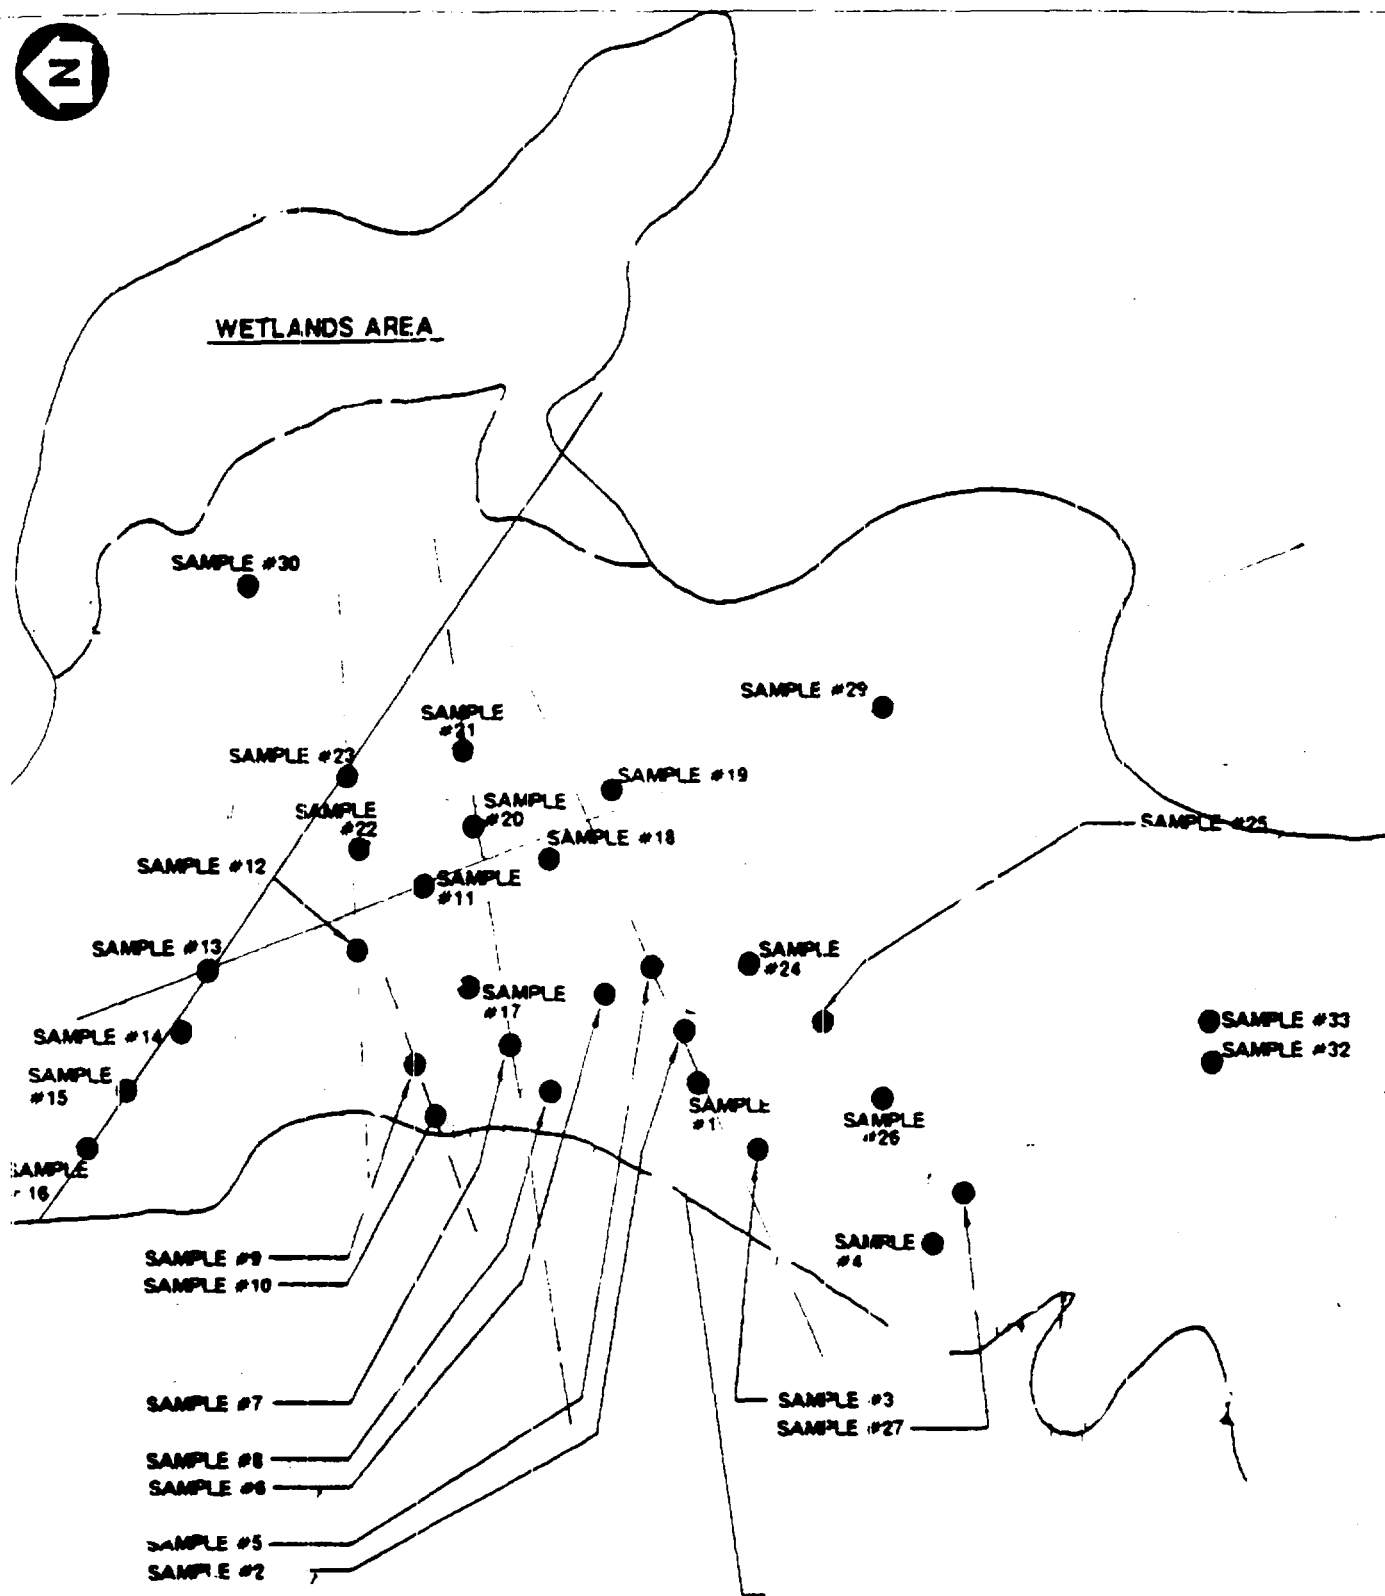 N
WETLANDS AREA
SAMPLE #30
SAMPLE #29
SAMPLE
#21
SAMPLE #23
SAMPLE #19
SAMPLE
#20
SAMPLE
#22
SAMPLE #25
SAMPLE #18
SAMPLE #12
SAMPLE
#11
SAMPLE #13
SAMPLE
#24
SAMPLE
#17
SAMPLE #14
SAMPLE #33
SAMPLE #32
SAMPLE
#15
SAMPLE
#1
SAMPLE
#26
SAMPLE
16
SAMPLE
#4
SAMPLE #9
SAMPLE #10
SAMPLE #7
SAMPLE #3
SAMPLE #27
SAMPLE #8
SAMPLE #6
SAMPLE #5
SAMPLE #2